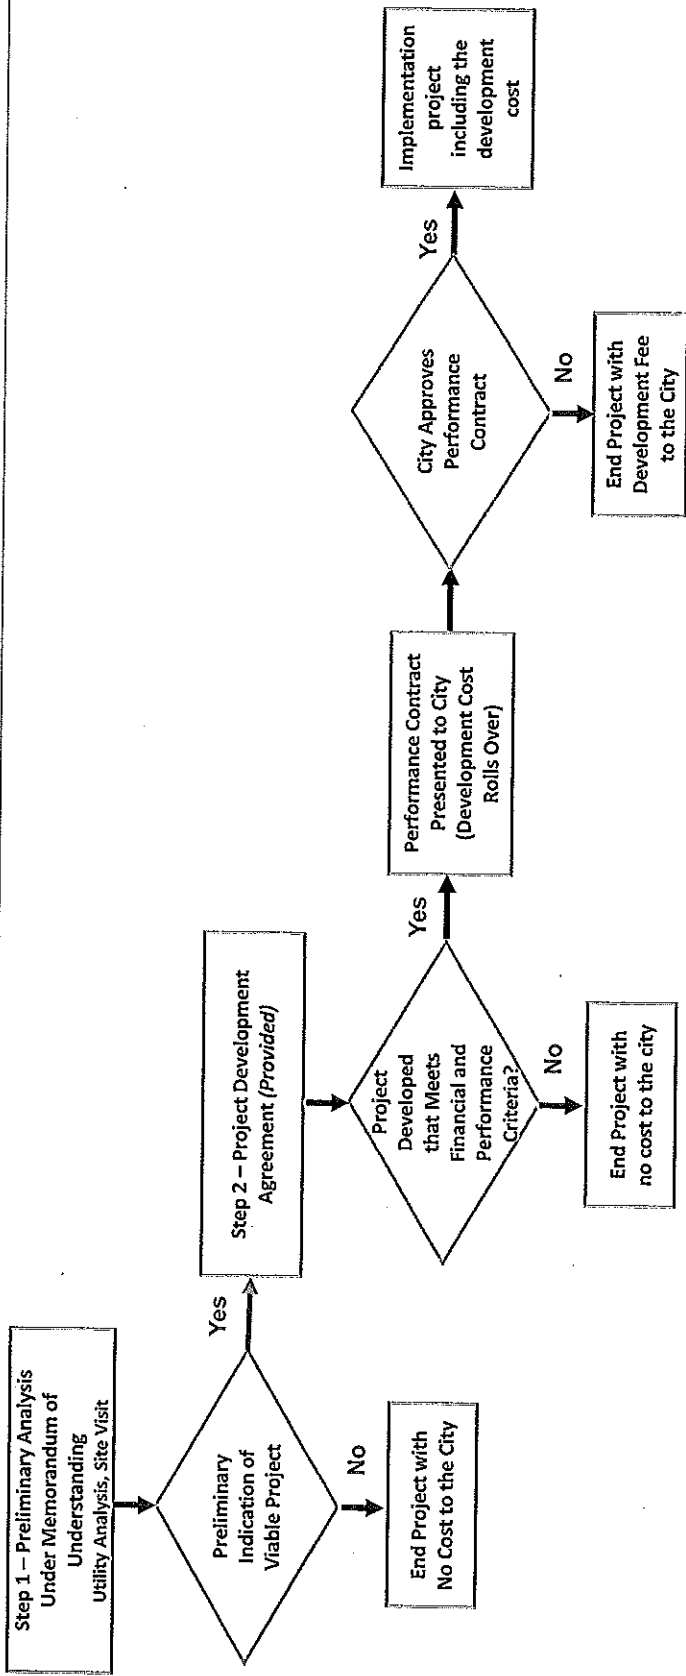 Step 1 – Preliminary Analysis
Under Memorandum of
Understanding
Utility Analysis, Site Visit
Preliminary
Indication of
Viable Project
Yes
No
End Project with
No Cost to the City
Step 2 – Project Development
Agreement (Provided)
Project
Developed
that Meets
Financial and
Performance
Criteria?
Yes
No
End Project with
no cost to the city
Performance Contract
Presented to City
(Development Cost
Rolls Over)
City Approves
Performance
Contract
Yes
No
End Project with
Development Fee
to the City
Implementation
project
including the
development
cost